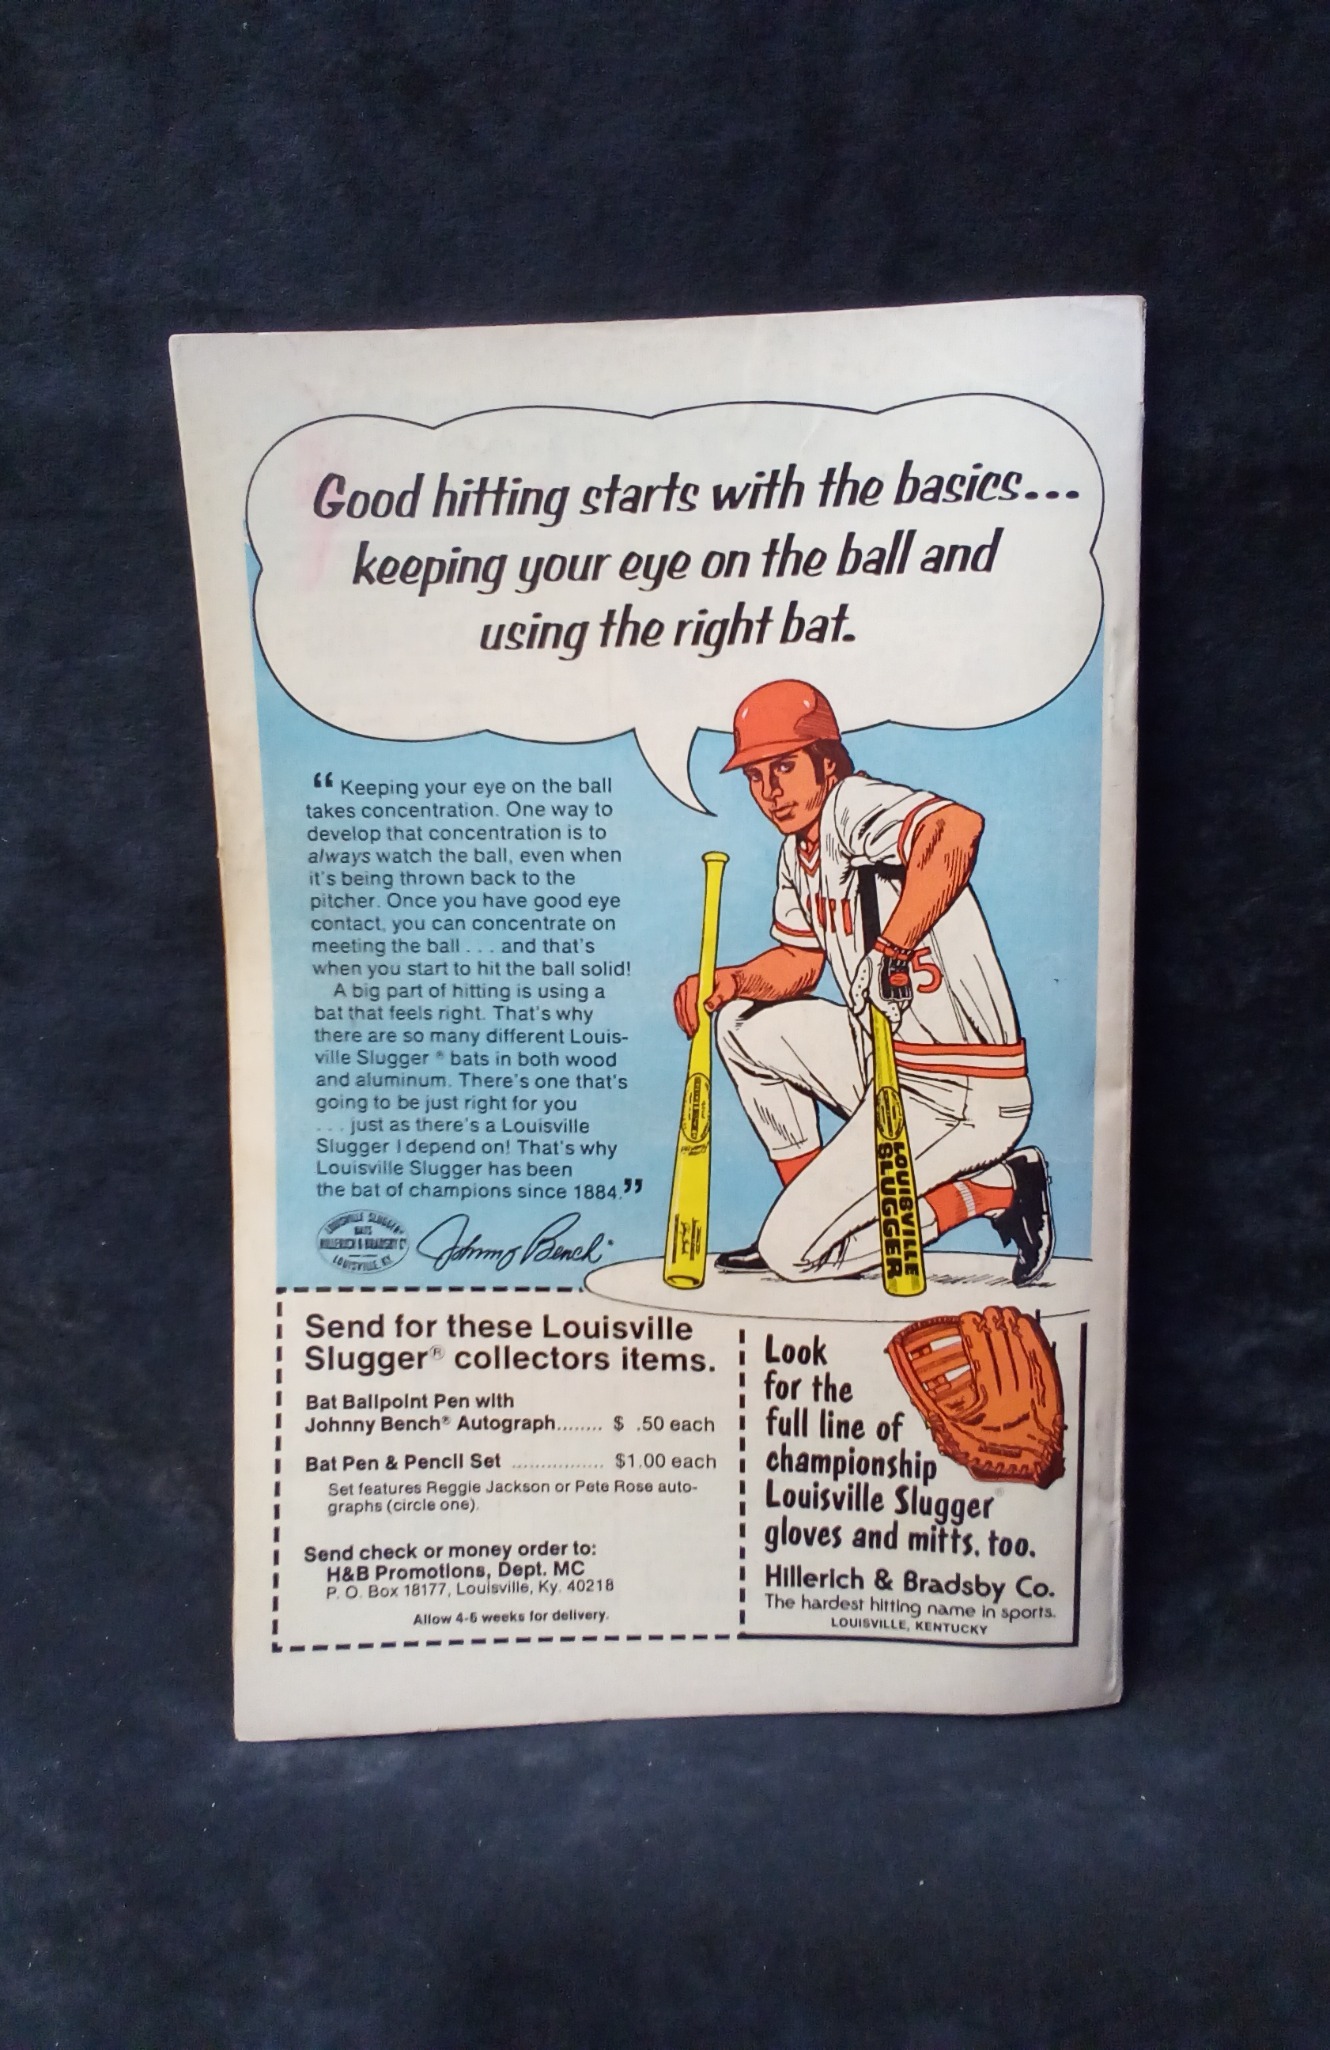 Good hitting starts with the basics...
keeping your eye on the ball and
using the right bat.
“ Keeping your eye on the ball
takes concentration. One way to
develop that concentration is to
always watch the ball, even when
it's being thrown back to the
pitcher. Once you have good eye
contact, you can concentrate on
meeting the ball . . . and that's
when you start to hit the ball solid!
A big part of hitting is using a
bat that feels right. That's why
there are so many different Louis-
ville Slugger ® bats in both wood
and aluminum. There's one that's
going to be just right for you
. . . just as there's a Louisville
Slugger I depend on! That's why
Louisville Slugger has been
the bat of champions since 1884.”
LOUISVILLE SLUGGER
BATS
HILLERICH & BRADSBY Co
LOUISVILLE, KY.
Johnny Bench
5
LOUISVILLE
SLUGGER
Send for these Louisville
Slugger® collectors items.
Bat Ballpoint Pen with
Johnny Bench® Autograph........ $ .50 each
Bat Pen & Pencil Set ................ $1.00 each
Set features Reggie Jackson or Pete Rose auto-
graphs (circle one).
Send check or money order to:
H&B Promotions, Dept. MC
P. O. Box 18177, Louisville, Ky. 40218
Allow 4-6 weeks for delivery.
Look
for the
full line of
championship
Louisville Slugger®
gloves and mitts, too.
Hillerich & Bradsby Co.
The hardest hitting name in sports.
LOUISVILLE, KENTUCKY